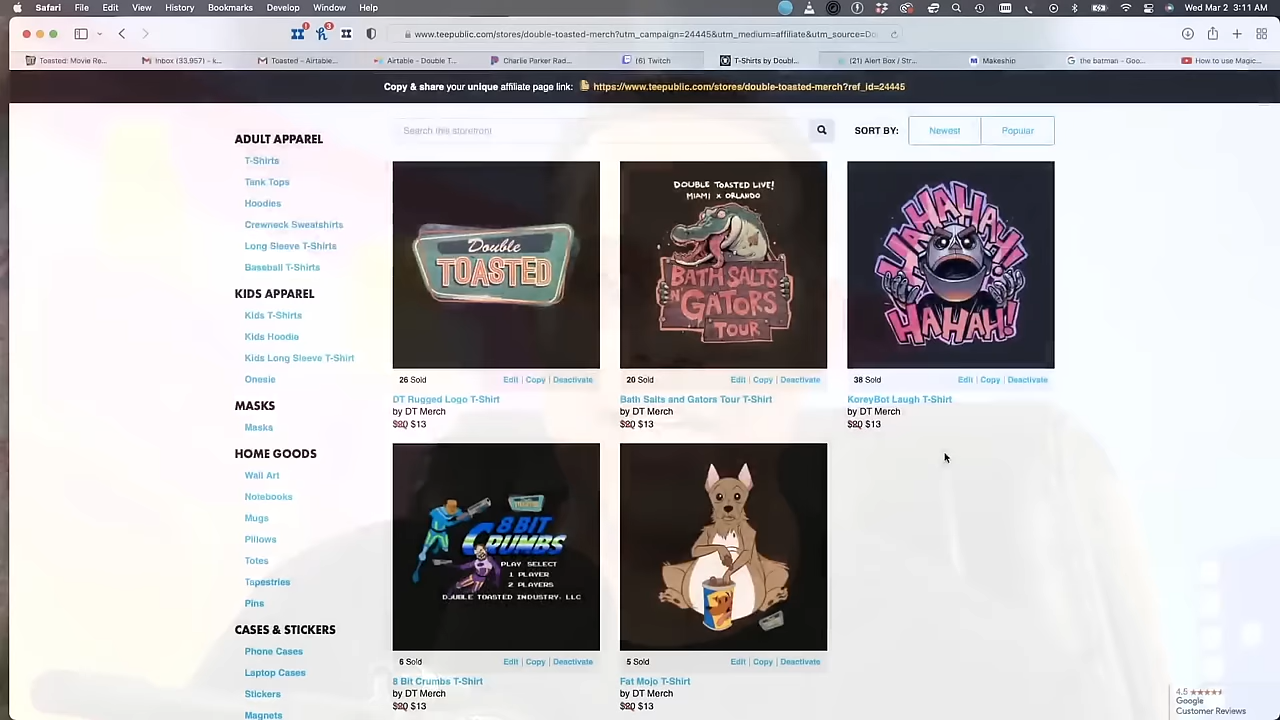 Safari File Edit View History Bookmarks Window Help
Wed Mar 2 3:11 AM
www.teepublic.com/stores/double-toasted-merch?utm_campaign=24445&utm_medium=affiliate&utm_source=Do
Toasted: Movie Re...
Inbox (33,957) – k...
Toasted – Airtable...
Airtable - Double T...
Charlie Parker Rad...
(6) Twitch
T-Shirts by Doubl...
(21) Alert Box / Str...
Makeship
the batman - Goo...
How to use Magic...
Copy & share your unique affiliate page link: https://www.teepublic.com/stores/double-toasted-merch?ref_id=24445
Search this storefront
SORT BY:
Newest
Popular
ADULT APPAREL
T-Shirts
Tank Tops
Hoodies
Crewneck Sweatshirts
Long Sleeve T-Shirts
Baseball T-Shirts
KIDS APPAREL
Kids T-Shirts
Kids Hoodie
Kids Long Sleeve T-Shirt
Onesie
MASKS
Masks
HOME GOODS
Wall Art
Notebooks
Mugs
Pillows
Totes
Tapestries
Pins
CASES & STICKERS
Phone Cases
Laptop Cases
Stickers
Magnets
Double
TOASTED
26 Sold
Edit | Copy | Deactivate
DT Rugged Logo T-Shirt
by DT Merch
$20 $13
DOUBLE TOASTED LIVE!
MIAMI x ORLANDO
BATH SALTS
N' GATORS
TOUR
20 Sold
Edit | Copy | Deactivate
Bath Salts and Gators Tour T-Shirt
by DT Merch
$20 $13
HAHAHAHAH
HAHAH!
38 Sold
Edit | Copy | Deactivate
KoreyBot Laugh T-Shirt
by DT Merch
$20 $13
TOASTED
8 BIT
CRUMBS
PLAY SELECT
1 PLAYER
2 PLAYERS
DOUBLE TOASTED INDUSTRY, LLC
6 Sold
Edit | Copy | Deactivate
8 Bit Crumbs T-Shirt
by DT Merch
$20 $13
5 Sold
Edit | Copy | Deactivate
Fat Mojo T-Shirt
by DT Merch
$20 $13
4.5
Google
Customer Reviews